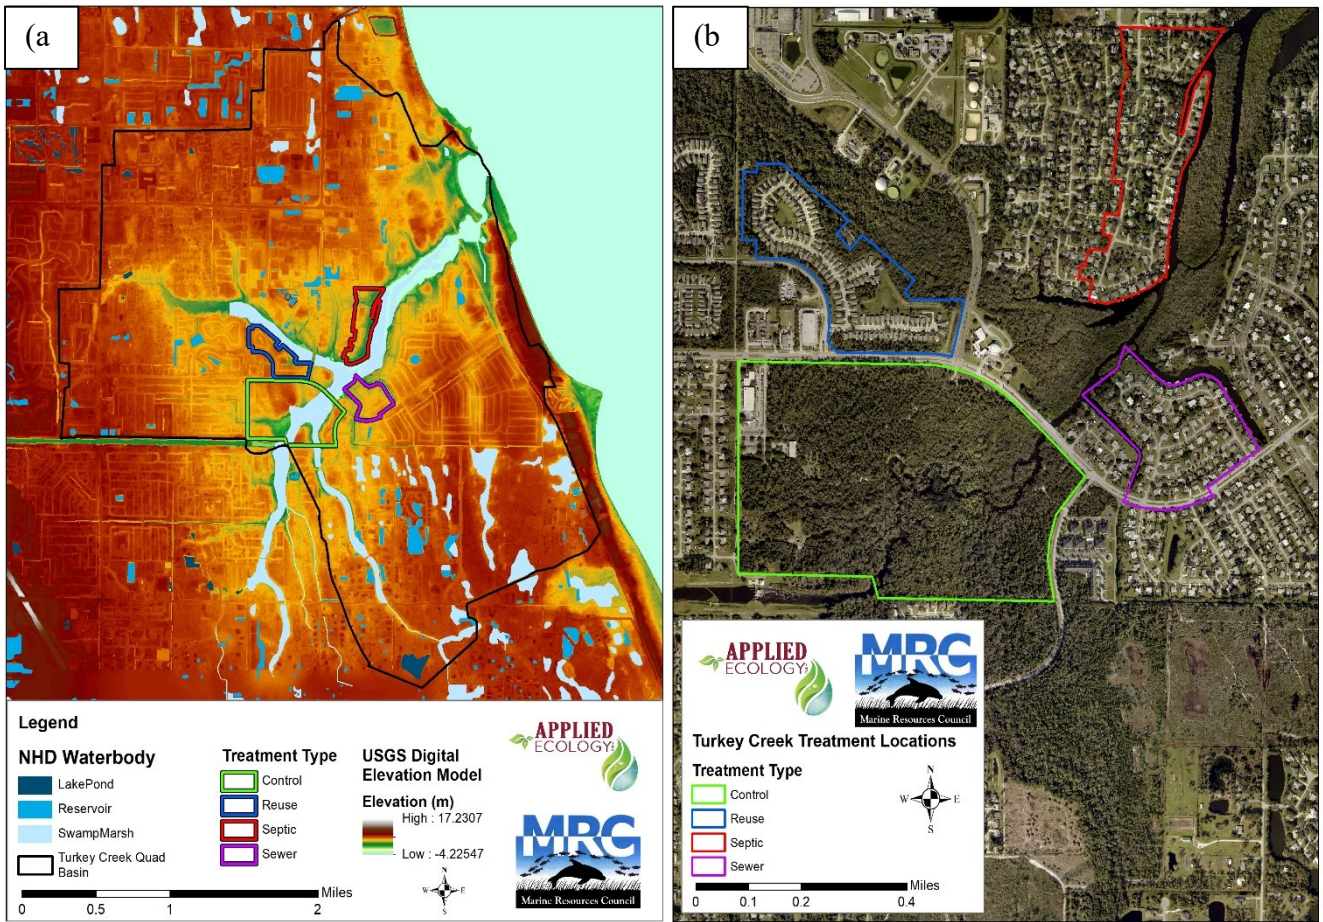 (a
Legend
NHD Waterbody
LakePond
Reservoir
SwampMarsh
Turkey Creek Quad
Basin
Treatment Type
Control
Reuse
Septic
Sewer
USGS Digital
Elevation Model
Elevation (m)
High : 17.2307
Low : -4.22547
APPLIED
ECOLOGY
MRC
Marine Resources Council
N
W E
S
Miles
0 0.5 1 2
(b
APPLIED
ECOLOGY
MRC
Marine Resources Council
Turkey Creek Treatment Locations
Treatment Type
Control
Reuse
Septic
Sewer
N
W E
S
Miles
0 0.1 0.2 0.4